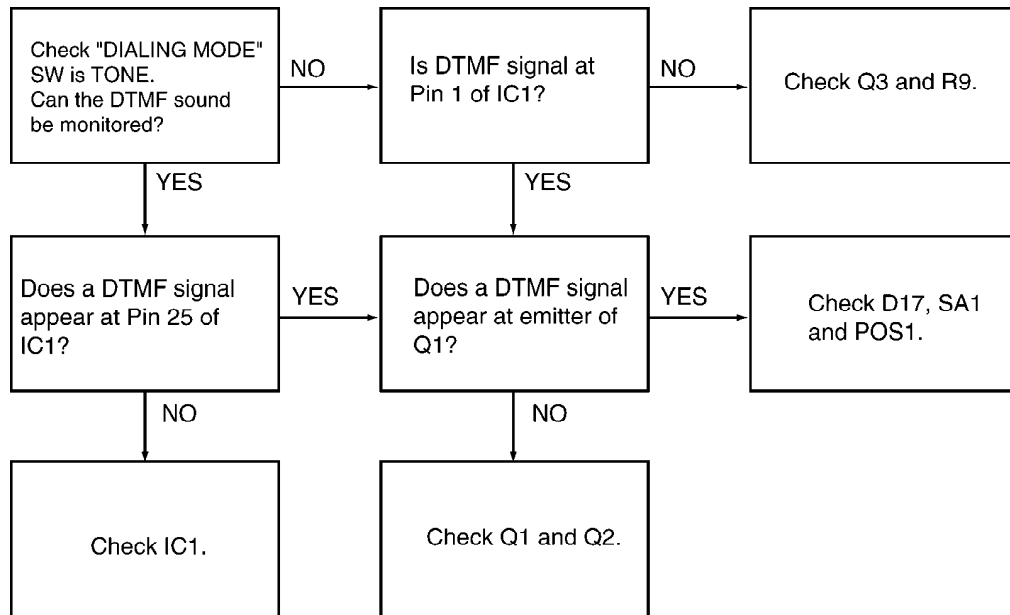 Check "DIALING MODE"
SW is TONE.
Can the DTMF sound
be monitored?
NO
Is DTMF signal at
Pin 1 of IC1?
NO
Check Q3 and R9.
YES
YES
Does a DTMF signal
appear at Pin 25 of
IC1?
YES
Does a DTMF signal
appear at emitter of
Q1?
YES
Check D17, SA1
and POS1.
NO
NO
Check IC1.
Check Q1 and Q2.